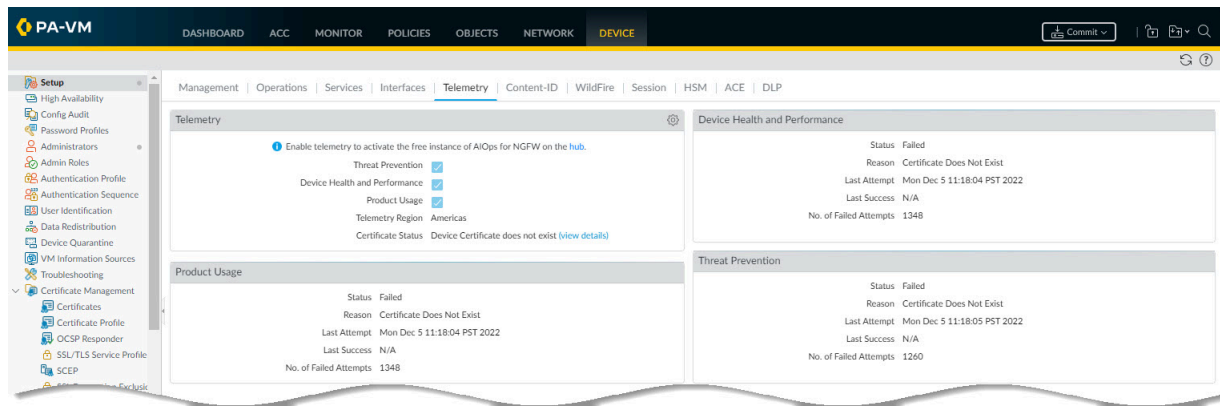 PA-VM
DASHBOARD ACC MONITOR POLICIES OBJECTS NETWORK DEVICE
Commit
Setup
High Availability
Config Audit
Password Profiles
Administrators
Admin Roles
Authentication Profile
Authentication Sequence
User Identification
Data Redistribution
Device Quarantine
VM Information Sources
Troubleshooting
Certificate Management
Certificates
Certificate Profile
OCSP Responder
SSL/TLS Service Profile
SCEP
Management | Operations | Services | Interfaces | Telemetry | Content-ID | WildFire | Session | HSM | ACE | DLP
Telemetry
Enable telemetry to activate the free instance of AIOps for NGFW on the hub.
Threat Prevention
Device Health and Performance
Product Usage
Telemetry Region Americas
Certificate Status Device Certificate does not exist (view details)
Device Health and Performance
Status Failed
Reason Certificate Does Not Exist
Last Attempt Mon Dec 5 11:18:04 PST 2022
Last Success N/A
No. of Failed Attempts 1348
Product Usage
Status Failed
Reason Certificate Does Not Exist
Last Attempt Mon Dec 5 11:18:04 PST 2022
Last Success N/A
No. of Failed Attempts 1348
Threat Prevention
Status Failed
Reason Certificate Does Not Exist
Last Attempt Mon Dec 5 11:18:05 PST 2022
Last Success N/A
No. of Failed Attempts 1260